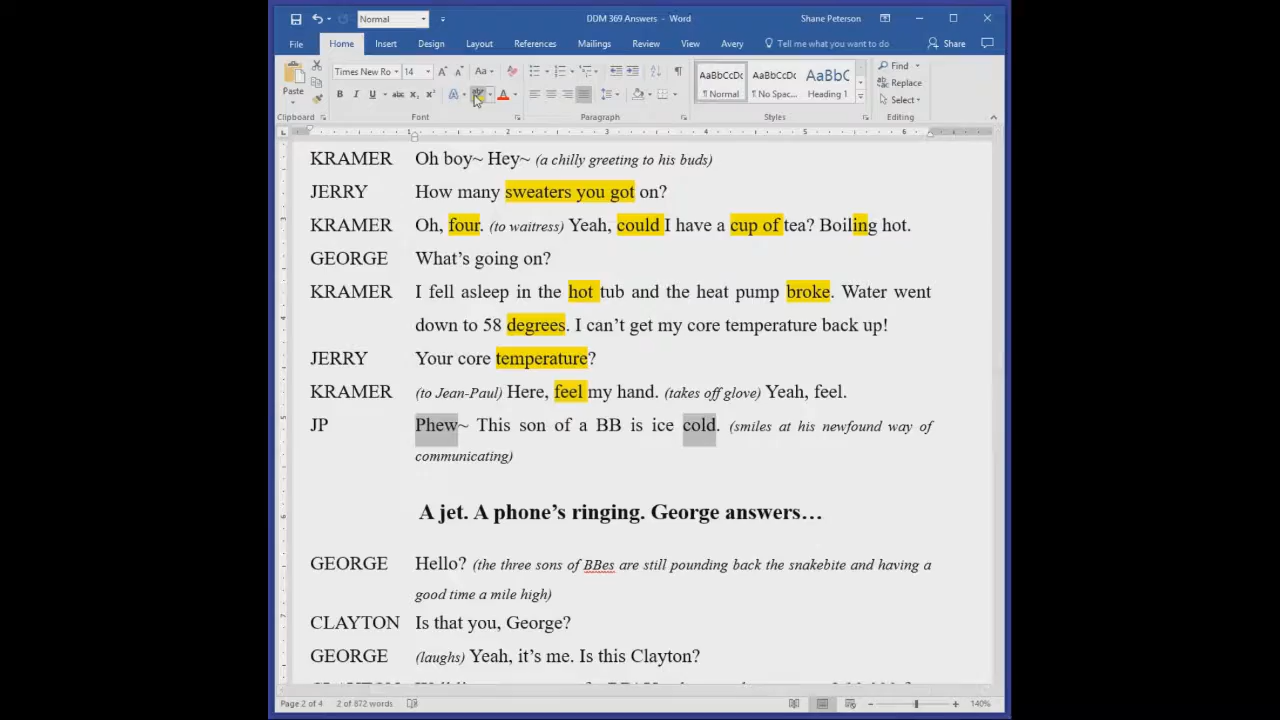 Normal
DDM 369 Answers - Word
Shane Peterson
File Home Insert Design Layout References Mailings Review View Avery Tell me what you want to do Share
Paste
Times New Ro 14 Aa
AaBbCcDc AaBbCcDc AaBbC
¶ Normal ¶ No Spac... Heading 1
Find
Replace
Select
Clipboard Font Paragraph Styles Editing
1 2 3 4 5 6
KRAMER Oh boy~ Hey~ (a chilly greeting to his buds)
JERRY How many sweaters you got on?
KRAMER Oh, four. (to waitress) Yeah, could I have a cup of tea? Boiling hot.
GEORGE What’s going on?
KRAMER I fell asleep in the hot tub and the heat pump broke. Water went
down to 58 degrees. I can’t get my core temperature back up!
JERRY Your core temperature?
KRAMER (to Jean-Paul) Here, feel my hand. (takes off glove) Yeah, feel.
JP Phew~ This son of a BB is ice cold. (smiles at his newfound way of
communicating)
A jet. A phone’s ringing. George answers…
GEORGE Hello? (the three sons of BBes are still pounding back the snakebite and having a
good time a mile high)
CLAYTON Is that you, George?
GEORGE (laughs) Yeah, it’s me. Is this Clayton?
Page 2 of 4 2 of 872 words 140%